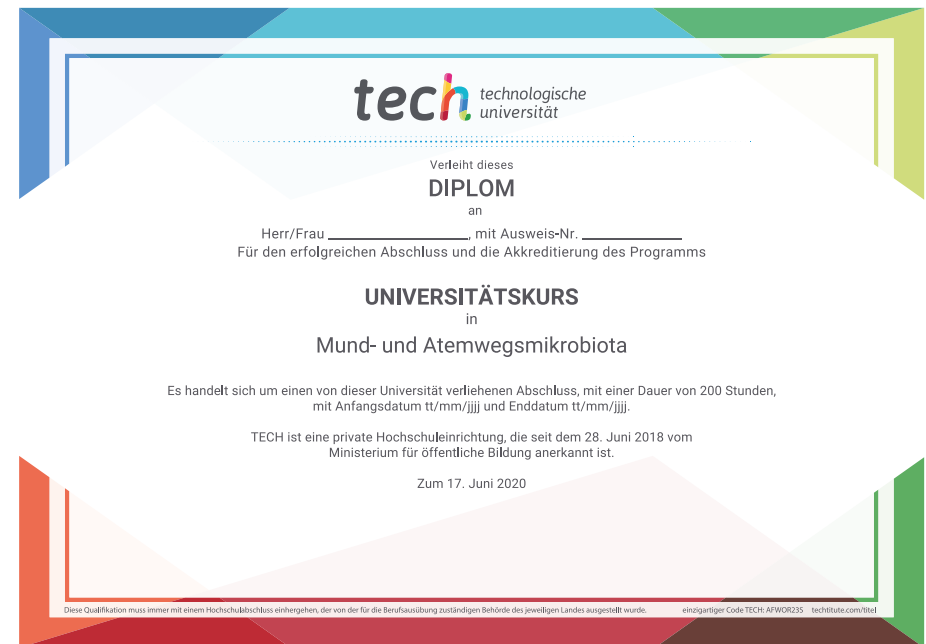 tech technologische
universität
Verleiht dieses
DIPLOM
an
Herr/Frau ____________, mit Ausweis-Nr. ____________
Für den erfolgreichen Abschluss und die Akkreditierung des Programms
UNIVERSITÄTSKURS
in
Mund- und Atemwegsmikrobiota
Es handelt sich um einen von dieser Universität verliehenen Abschluss, mit einer Dauer von 200 Stunden,
mit Anfangsdatum tt/mm/jjjj und Enddatum tt/mm/jjjj.
TECH ist eine private Hochschuleinrichtung, die seit dem 28. Juni 2018 vom
Ministerium für öffentliche Bildung anerkannt ist.
Zum 17. Juni 2020
Diese Qualifikation muss immer mit einem Hochschulabschluss einhergehen, der von der für die Berufsausübung zuständigen Behörde des jeweiligen Landes ausgestellt wurde. einzigartiger Code TECH: AFWOR235 techtitute.com/titel